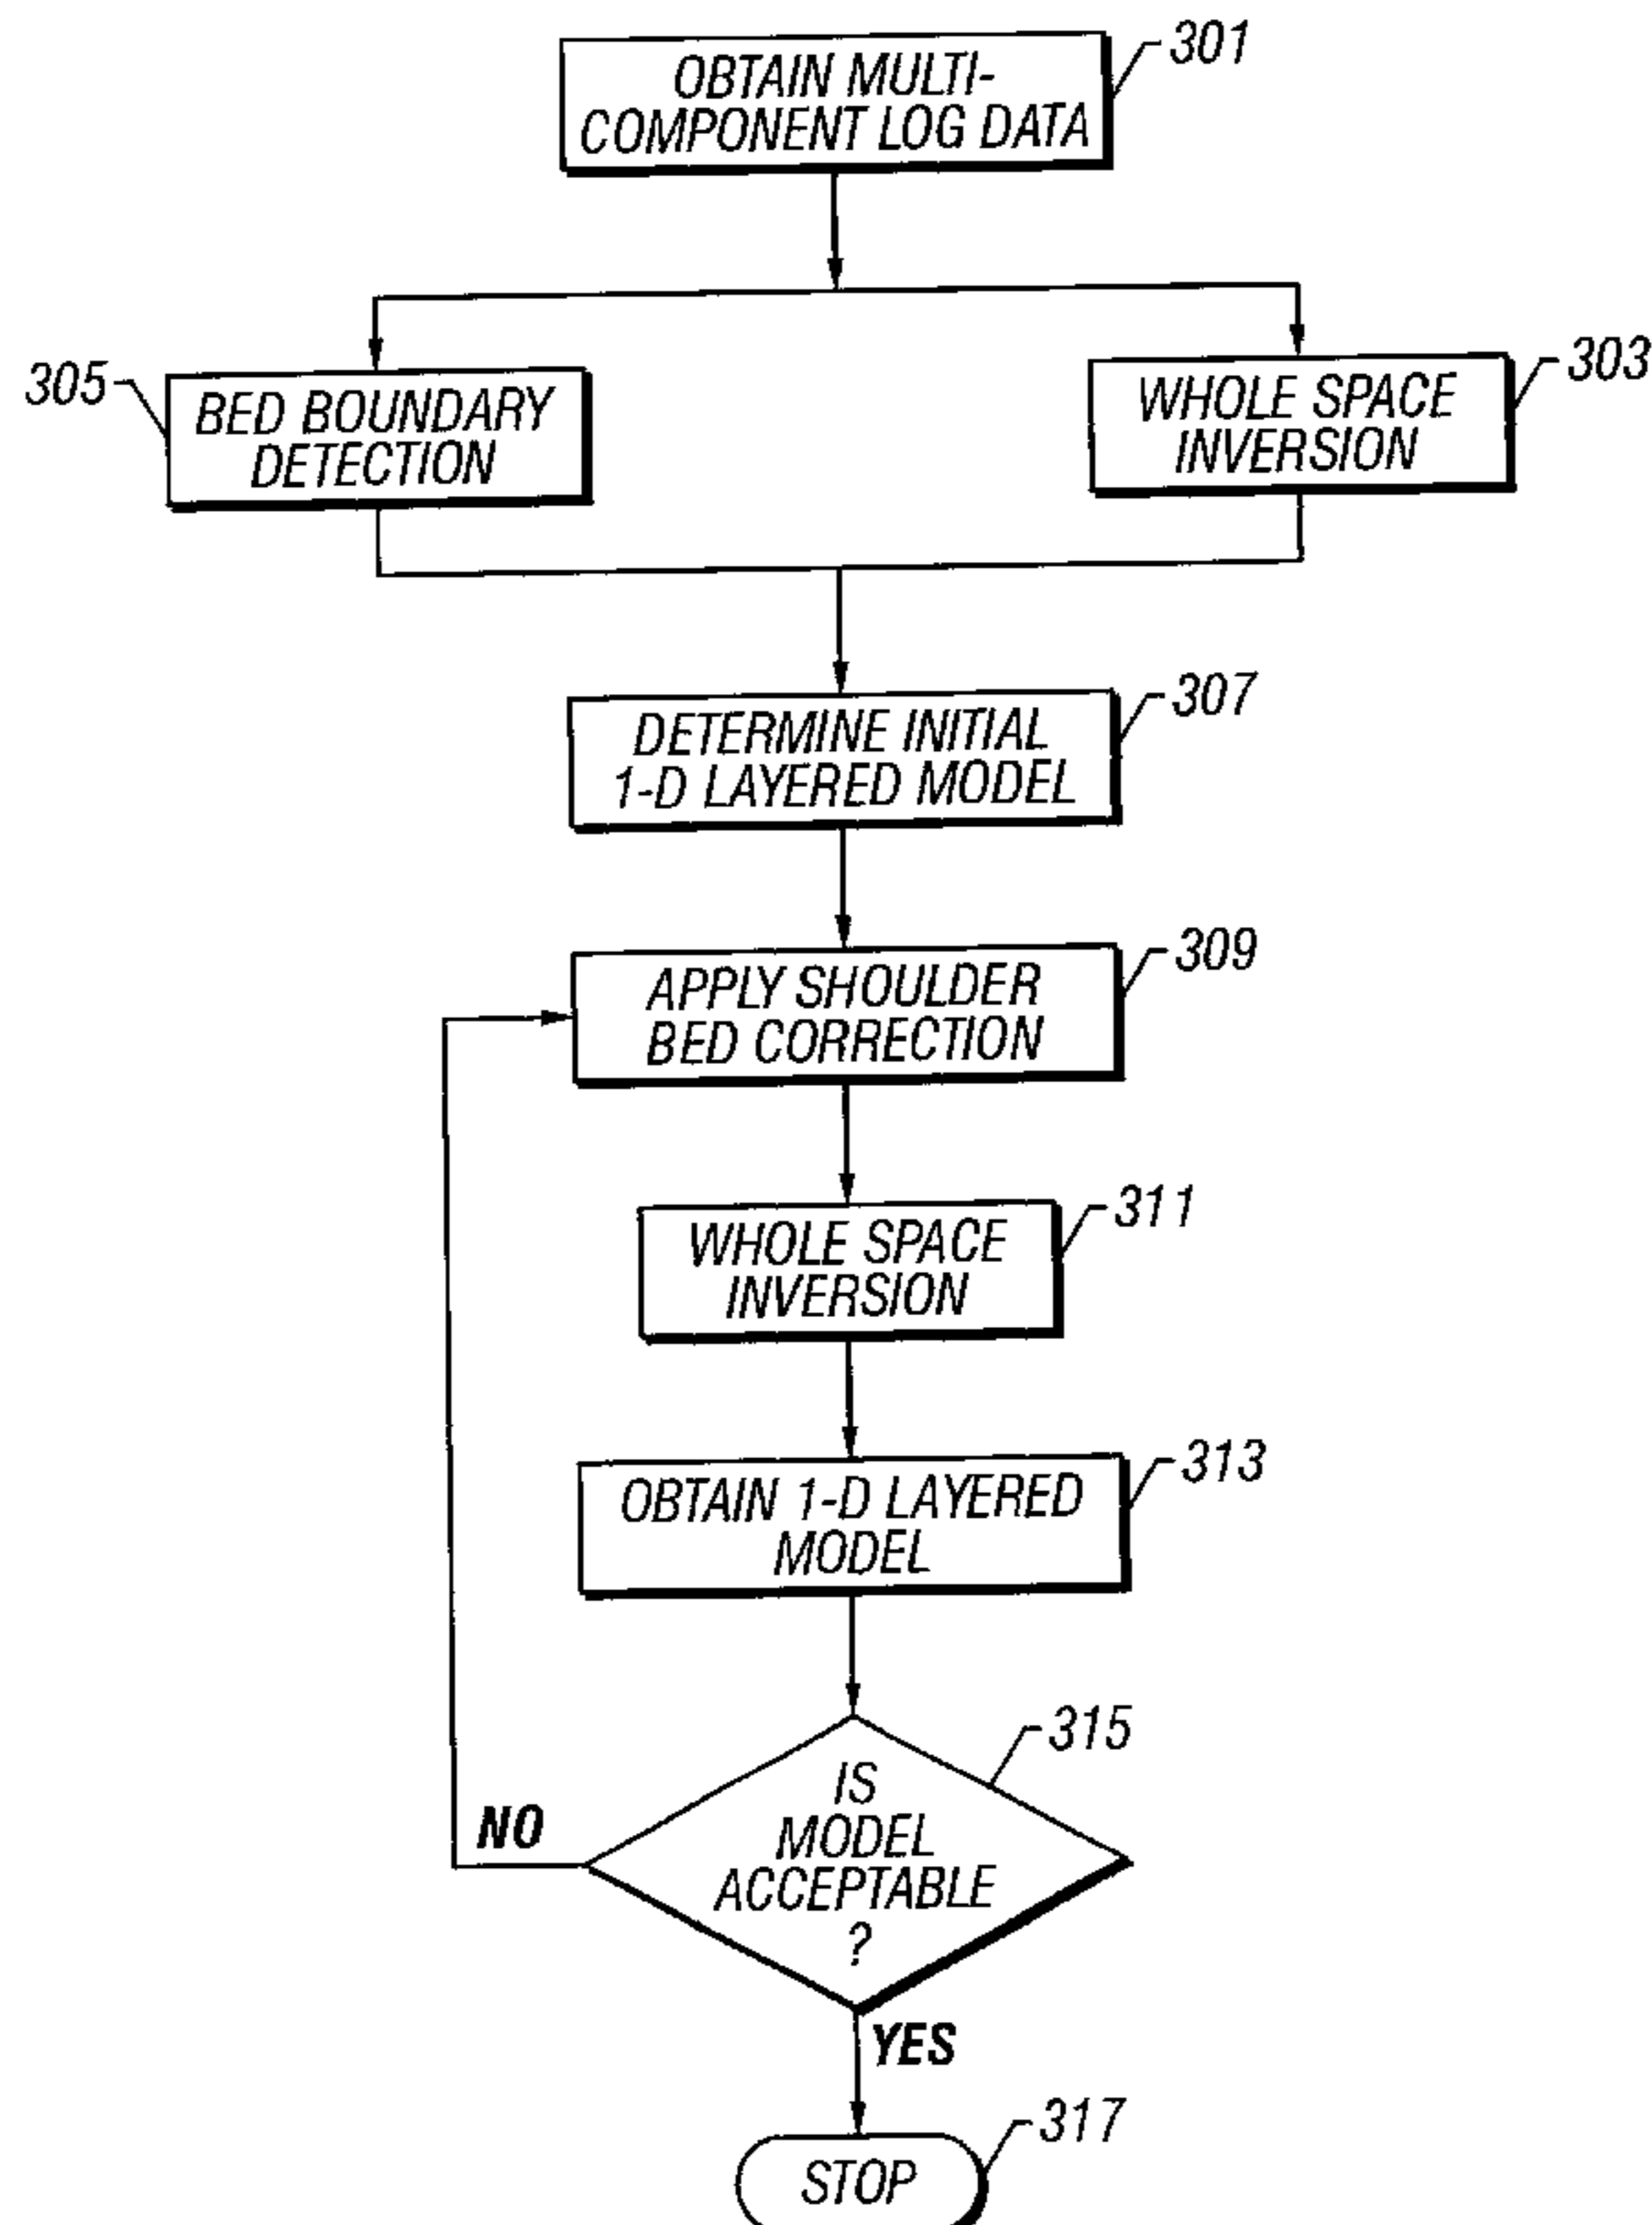 OBTAIN MULTI-
COMPONENT LOG DATA
301
305
BED BOUNDARY
DETECTION
WHOLE SPACE
INVERSION
303
DETERMINE INITIAL
1-D LAYERED MODEL
307
APPLY SHOULDER
BED CORRECTION
309
WHOLE SPACE
INVERSION
311
OBTAIN 1-D LAYERED
MODEL
313
IS
MODEL
ACCEPTABLE
?
315
NO
YES
STOP
317